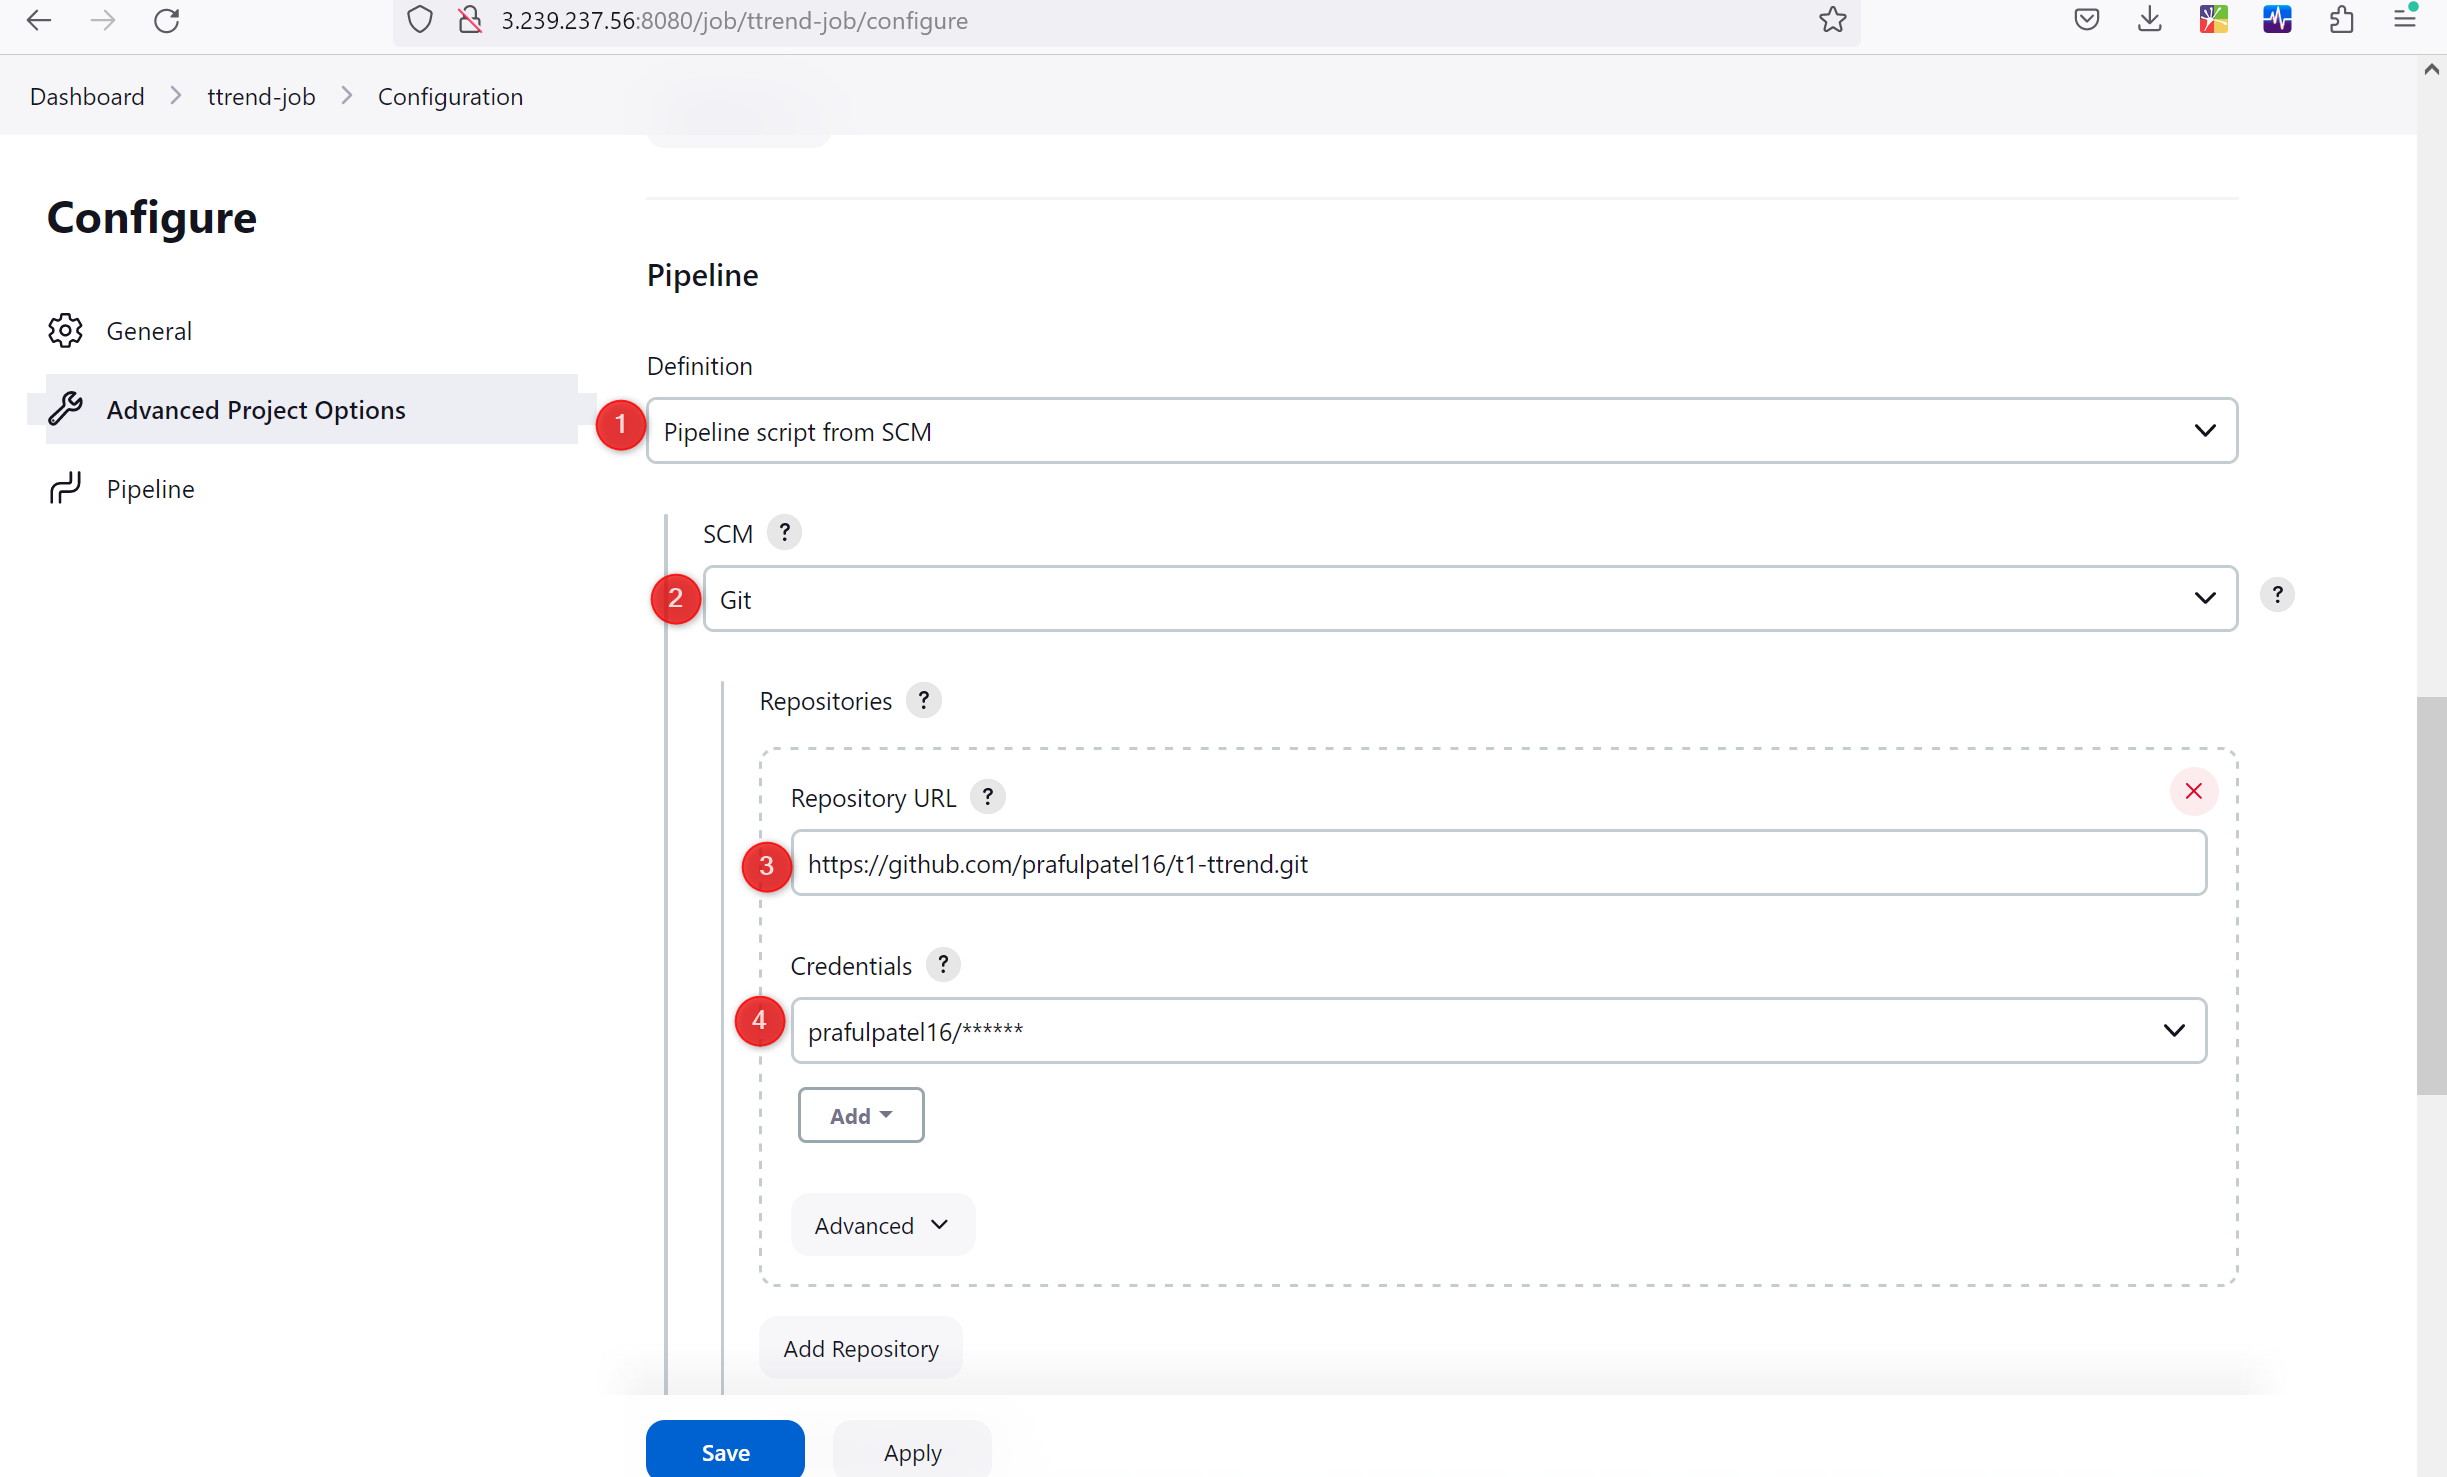 3.239.237.56:8080/job/ttrend-job/configure
Dashboard > ttrend-job > Configuration
Configure
General
Advanced Project Options
Pipeline
Pipeline
Definition
1 Pipeline script from SCM
SCM ?
2 Git ?
Repositories ?
Repository URL ?
3 https://github.com/prafulpatel16/t1-ttrend.git
Credentials ?
4 prafulpatel16/******
Add
Advanced
Add Repository
Save Apply